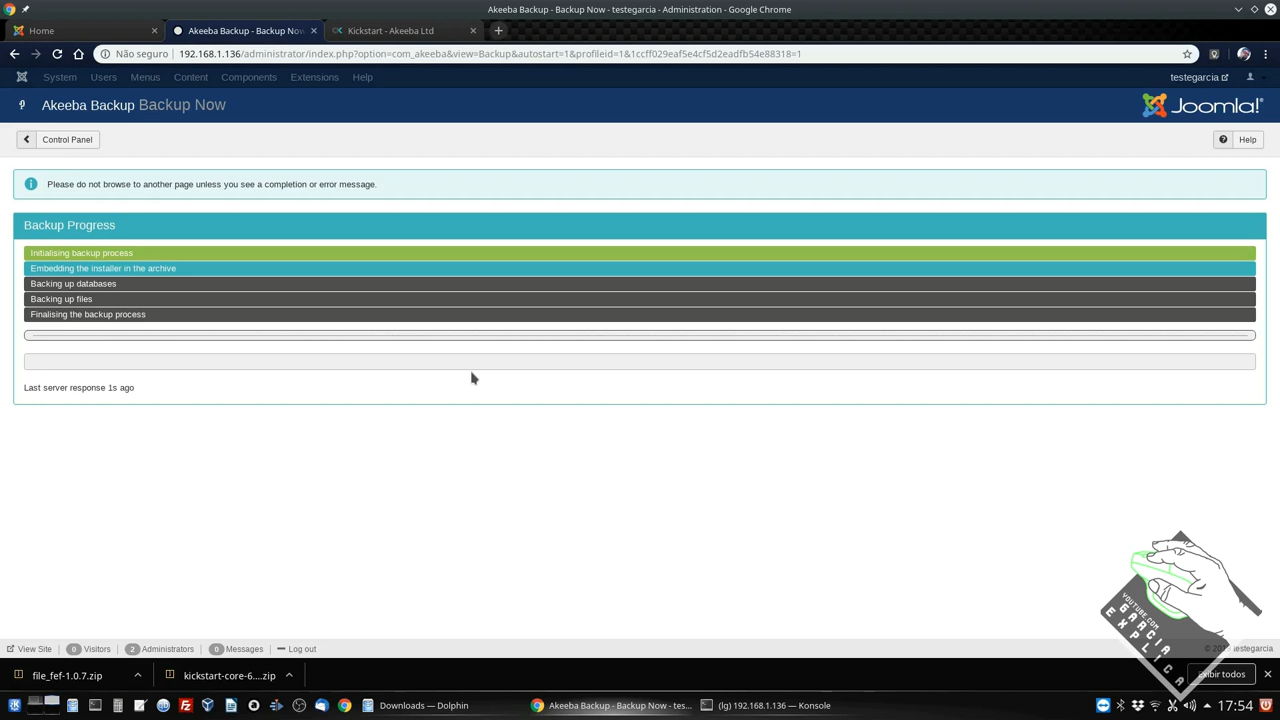 Akeeba Backup - Backup Now - testegarcia - Administration - Google Chrome
Home
Akeeba Backup - Backup Now
Kickstart - Akeeba Ltd
Não seguro
192.168.1.136/administrator/index.php?option=com_akeeba&view=Backup&autostart=1&profileid=1&1ccff029eaf5e4cf5d2eadfb54e88318=1
System
Users
Menus
Content
Components
Extensions
Help
testegarcia
Akeeba Backup Backup Now
Joomla!
Control Panel
Help
Please do not browse to another page unless you see a completion or error message.
Backup Progress
Initialising backup process
Embedding the installer in the archive
Backing up databases
Backing up files
Finalising the backup process
Last server response 1s ago
YOUTUBE.COM
GARCIA
EXPLICA
View Site
0 Visitors
2 Administrators
0 Messages
Log out
testegarcia
file_fef-1.0.7.zip
kickstart-core-6....zip
Exibir todos
Downloads — Dolphin
Akeeba Backup - Backup Now - tes...
(lg) 192.168.1.136 — Konsole
17:54